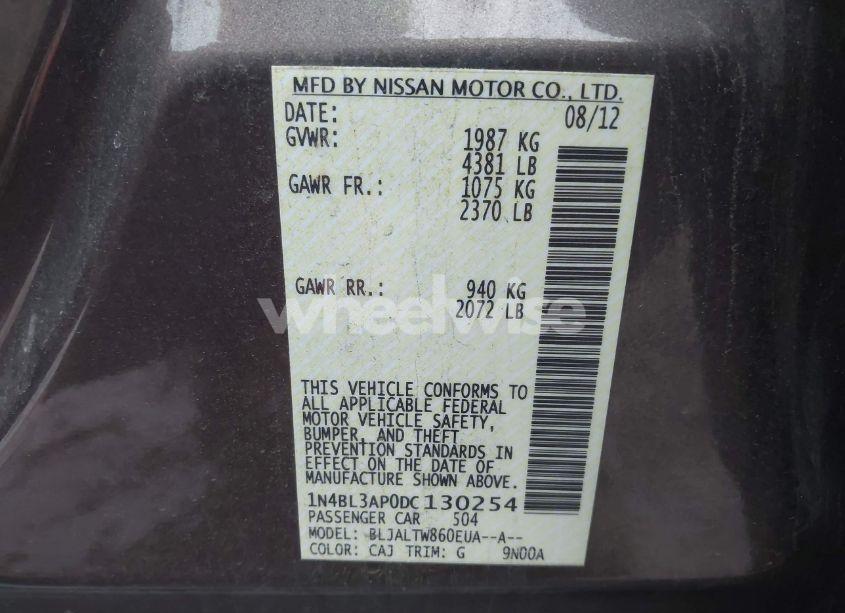 MFD BY NISSAN MOTOR CO., LTD.
DATE: 08/12
GVWR: 1987 KG
4381 LB
GAWR FR.: 1075 KG
2370 LB
GAWR RR.: 940 KG
2072 LB
wheelwise
THIS VEHICLE CONFORMS TO
ALL APPLICABLE FEDERAL
MOTOR VEHICLE SAFETY,
BUMPER, AND THEFT
PREVENTION STANDARDS IN
EFFECT ON THE DATE OF
MANUFACTURE SHOWN ABOVE.
1N4BL3AP0DC130254
PASSENGER CAR 504
MODEL: BLJALTW860EUA--A--
COLOR: CAJ TRIM: G 9N00A